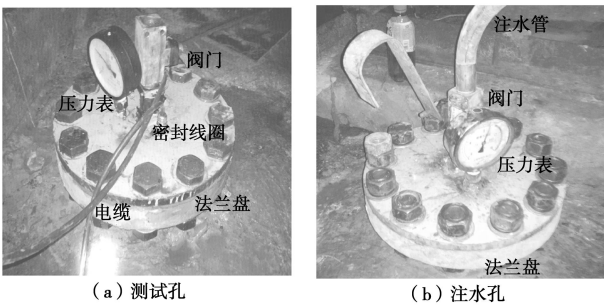 阀门
压力表
密封线圈
电缆
法兰盘
(a)测试孔
注水管
阀门
压力表
法兰盘
(b)注水孔